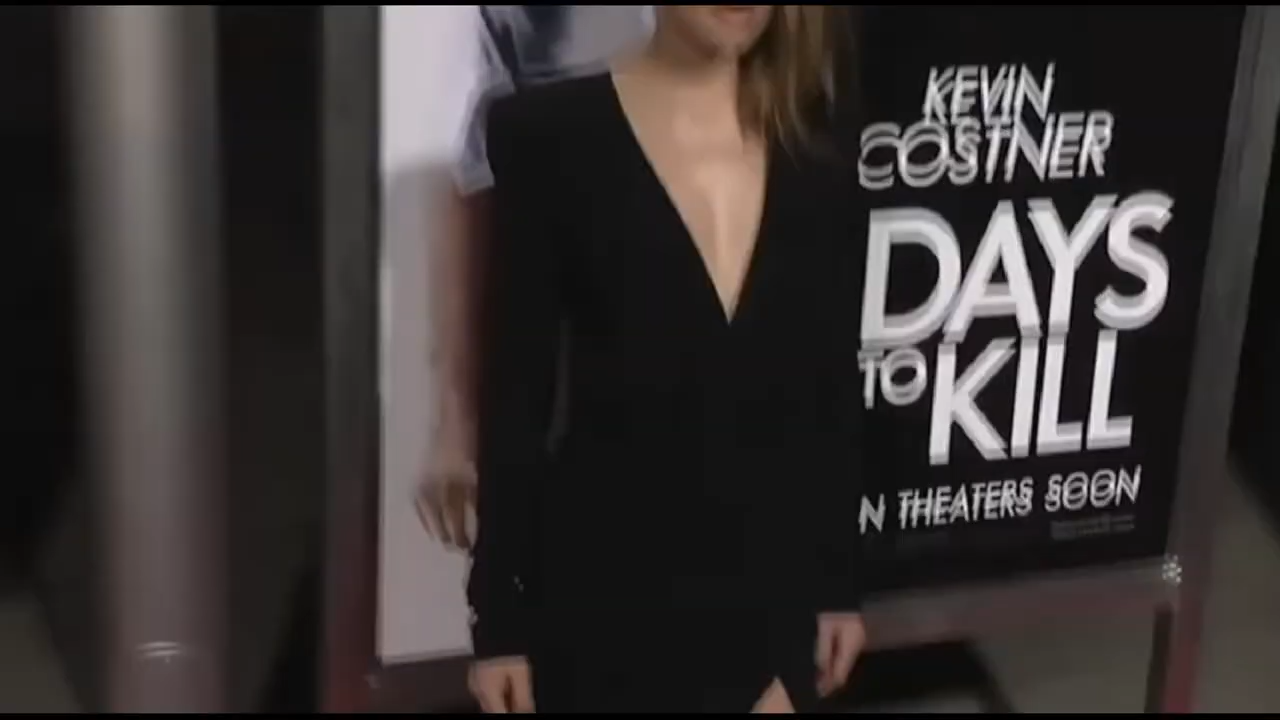 KEVIN
COSTNER
DAYS
TO KILL
N THEATERS SOON